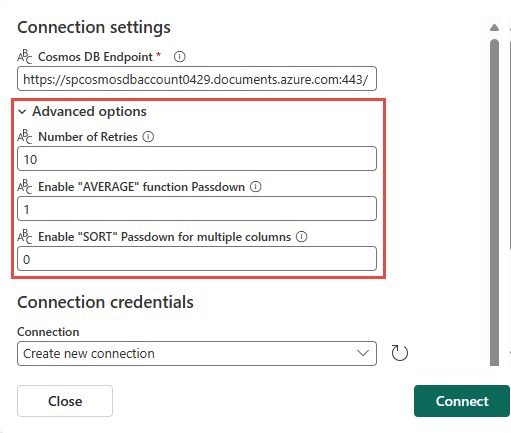 Connection settings
ABC Cosmos DB Endpoint *
https://spcosmosdbaccount0429.documents.azure.com:443/
Advanced options
ABC Number of Retries
10
ABC Enable "AVERAGE" function Passdown
1
ABC Enable "SORT" Passdown for multiple columns
0
Connection credentials
Connection
Create new connection
Close
Connect